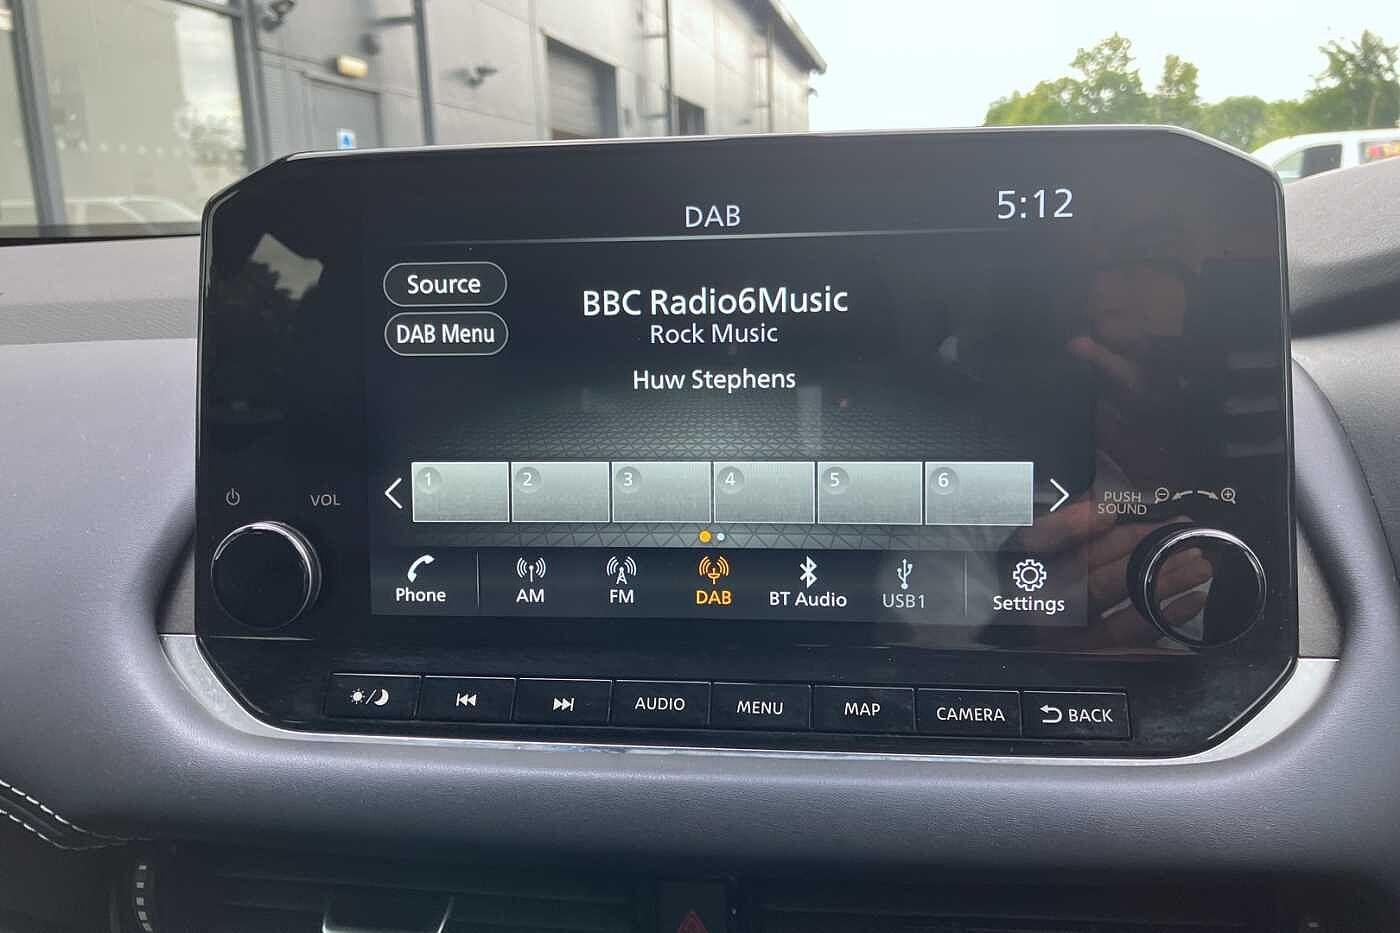 DAB
5:12
Source
DAB Menu
BBC Radio6Music
Rock Music
Huw Stephens
1 2 3 4 5 6
VOL
PUSH
SOUND
Phone AM FM DAB BT Audio USB1 Settings
AUDIO MENU MAP CAMERA BACK